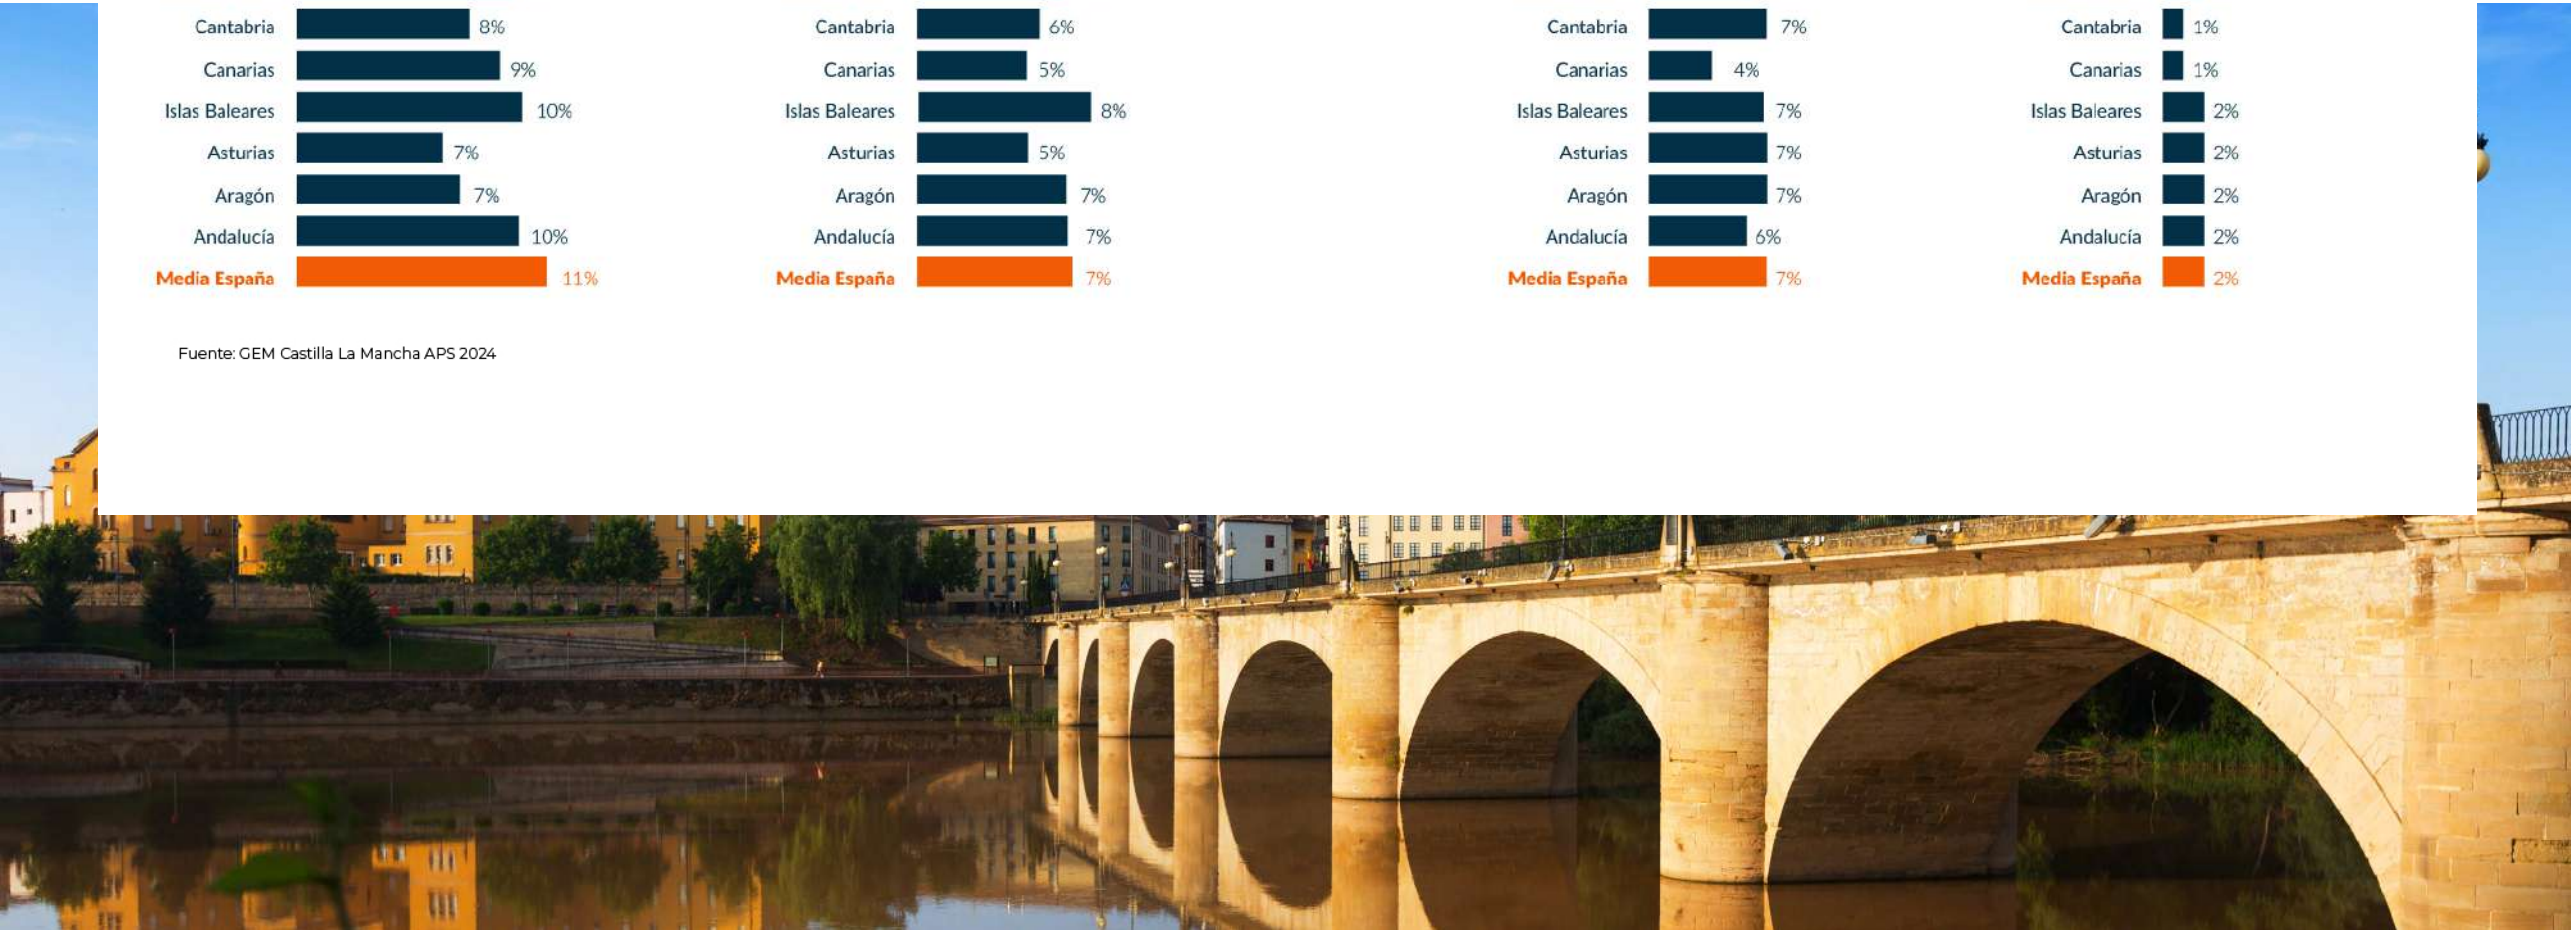 Cantabria 8%
Canarias 9%
Islas Baleares 10%
Asturias 7%
Aragón 7%
Andalucía 10%
Media España 11%
Cantabria 6%
Canarias 5%
Islas Baleares 8%
Asturias 5%
Aragón 7%
Andalucía 7%
Media España 7%
Cantabria 7%
Canarias 4%
Islas Baleares 7%
Asturias 7%
Aragón 7%
Andalucía 6%
Media España 7%
Cantabria 1%
Canarias 1%
Islas Baleares 2%
Asturias 2%
Aragón 2%
Andalucía 2%
Media España 2%
Fuente: GEM Castilla La Mancha APS 2024